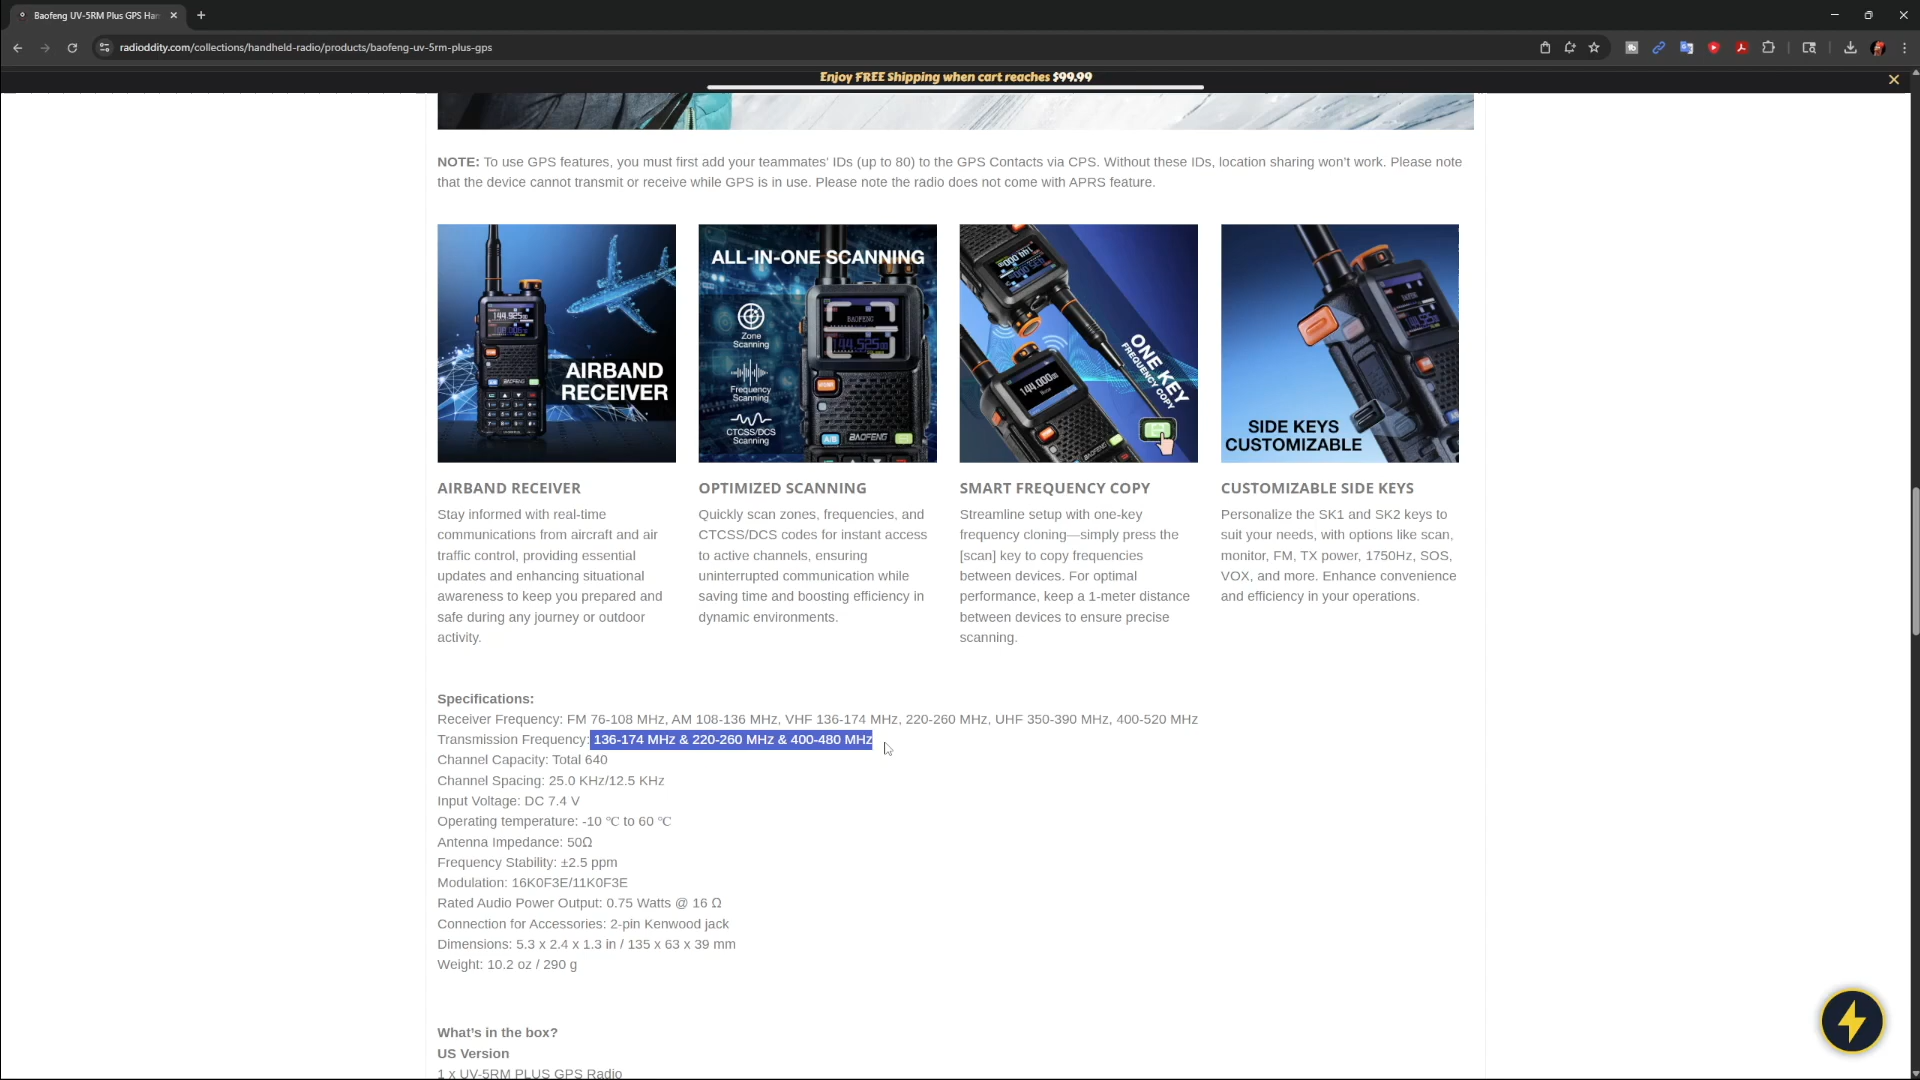 Baofeng UV-5RM Plus GPS Han
radioddity.com/collections/handheld-radio/products/baofeng-uv-5rm-plus-gps
Enjoy FREE Shipping when cart reaches $99.99
NOTE: To use GPS features, you must first add your teammates' IDs (up to 80) to the GPS Contacts via CPS. Without these IDs, location sharing won't work. Please note
that the device cannot transmit or receive while GPS is in use. Please note the radio does not come with APRS feature.
AIRBAND
RECEIVER
ALL-IN-ONE SCANNING
Zone
Scanning
Frequency
Scanning
CTCSS/DCS
Scanning
BAOFENG
ONE KEY
FREQUENCY COPY
SIDE KEYS
CUSTOMIZABLE
AIRBAND RECEIVER
Stay informed with real-time
communications from aircraft and air
traffic control, providing essential
updates and enhancing situational
awareness to keep you prepared and
safe during any journey or outdoor
activity.
OPTIMIZED SCANNING
Quickly scan zones, frequencies, and
CTCSS/DCS codes for instant access
to active channels, ensuring
uninterrupted communication while
saving time and boosting efficiency in
dynamic environments.
SMART FREQUENCY COPY
Streamline setup with one-key
frequency cloning—simply press the
[scan] key to copy frequencies
between devices. For optimal
performance, keep a 1-meter distance
between devices to ensure precise
scanning.
CUSTOMIZABLE SIDE KEYS
Personalize the SK1 and SK2 keys to
suit your needs, with options like scan,
monitor, FM, TX power, 1750Hz, SOS,
VOX, and more. Enhance convenience
and efficiency in your operations.
Specifications:
Receiver Frequency: FM 76-108 MHz, AM 108-136 MHz, VHF 136-174 MHz, 220-260 MHz, UHF 350-390 MHz, 400-520 MHz
Transmission Frequency: 136-174 MHz & 220-260 MHz & 400-480 MHz
Channel Capacity: Total 640
Channel Spacing: 25.0 KHz/12.5 KHz
Input Voltage: DC 7.4 V
Operating temperature: -10 ℃ to 60 ℃
Antenna Impedance: 50Ω
Frequency Stability: ±2.5 ppm
Modulation: 16K0F3E/11K0F3E
Rated Audio Power Output: 0.75 Watts @ 16 Ω
Connection for Accessories: 2-pin Kenwood jack
Dimensions: 5.3 x 2.4 x 1.3 in / 135 x 63 x 39 mm
Weight: 10.2 oz / 290 g
What's in the box?
US Version
1 x UV-5RM PLUS GPS Radio